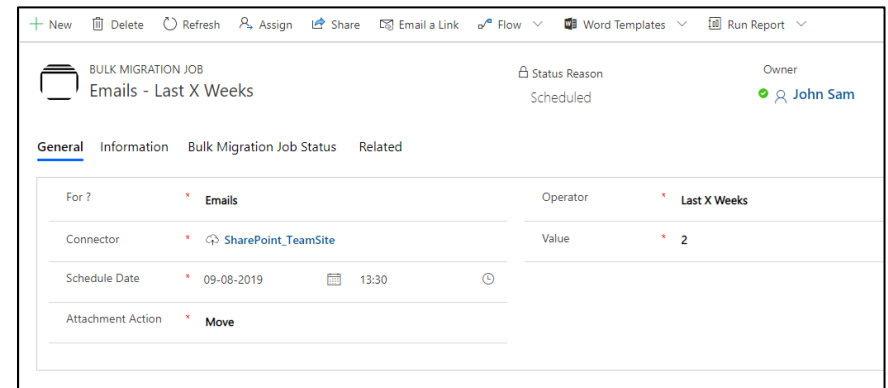 New Delete Refresh Assign Share Email a Link Flow Word Templates Run Report
BULK MIGRATION JOB
Emails - Last X Weeks
Status Reason
Scheduled
Owner
John Sam
General Information Bulk Migration Job Status Related
For ? * Emails
Operator * Last X Weeks
Connector * SharePoint_TeamSite
Value * 2
Schedule Date * 09-08-2019 13:30
Attachment Action * Move